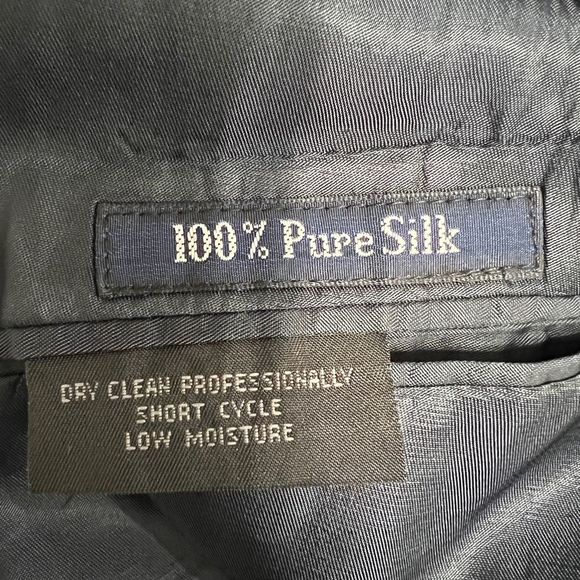 100% Pure Silk
DRY CLEAN PROFESSIONALLY
SHORT CYCLE
LOW MOISTURE